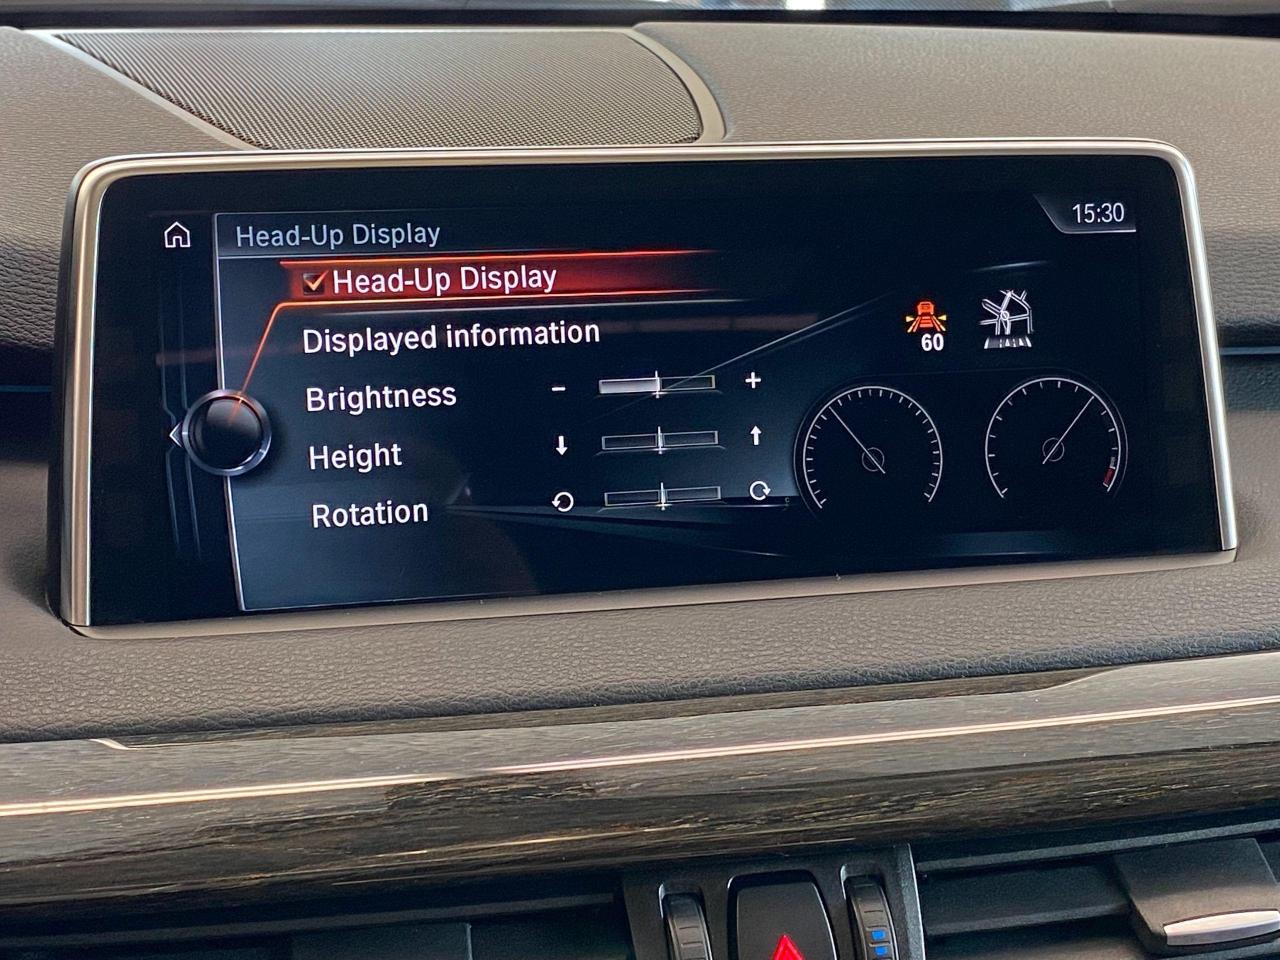 Head-Up Display
15:30
Head-Up Display
Displayed information
60
Brightness - +
Height
Rotation